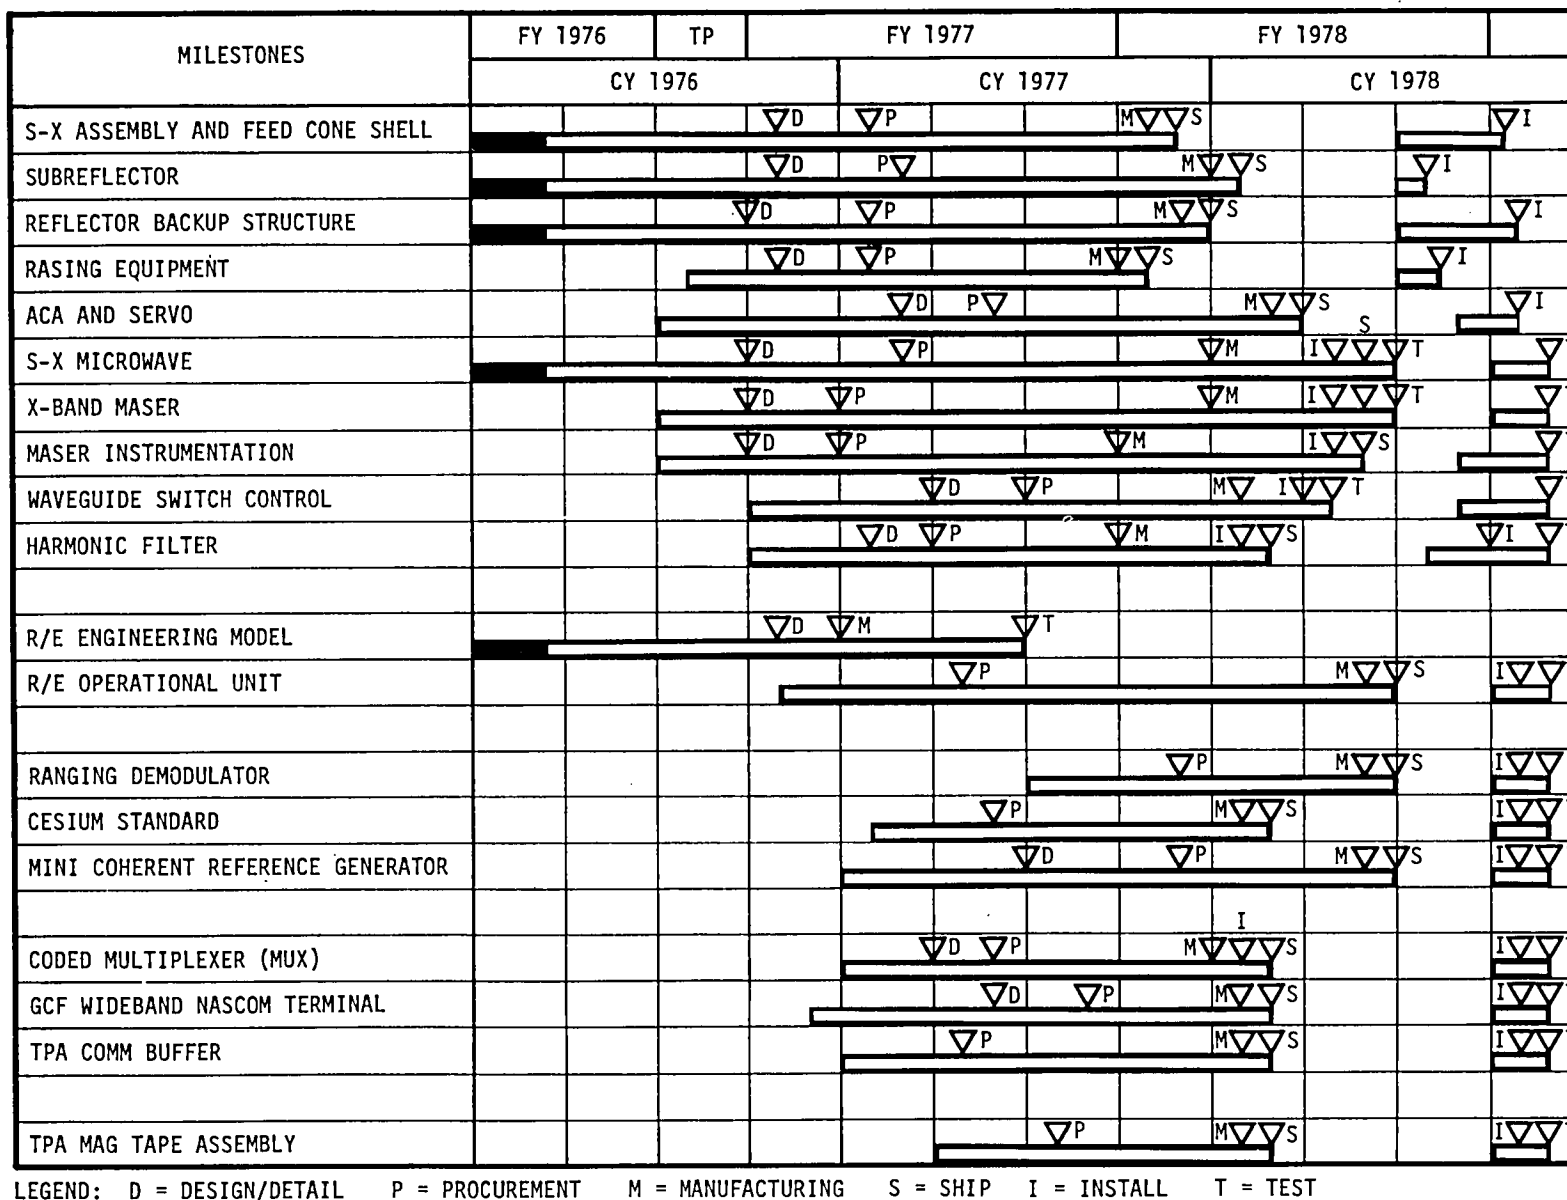 MILESTONES FY 1976 TP FY 1977 FY 1978
CY 1976 CY 1977 CY 1978
S-X ASSEMBLY AND FEED CONE SHELL D P M S I
SUBREFLECTOR D P M S I
REFLECTOR BACKUP STRUCTURE D P M S I
RASING EQUIPMENT D P M S I
ACA AND SERVO D P M S I
S
S-X MICROWAVE D P M I T
X-BAND MASER D P M I T
MASER INSTRUMENTATION D P M I S
WAVEGUIDE SWITCH CONTROL D P M I T
HARMONIC FILTER D P M I S I
R/E ENGINEERING MODEL D M T
R/E OPERATIONAL UNIT P M S I
RANGING DEMODULATOR P M S I
CESIUM STANDARD P M S I
MINI COHERENT REFERENCE GENERATOR D P M S I
I
CODED MULTIPLEXER (MUX) D P M S I
GCF WIDEBAND NASCOM TERMINAL D P M S I
TPA COMM BUFFER P M S I
TPA MAG TAPE ASSEMBLY P M S I
LEGEND: D = DESIGN/DETAIL P = PROCUREMENT M = MANUFACTURING S = SHIP I = INSTALL T = TEST